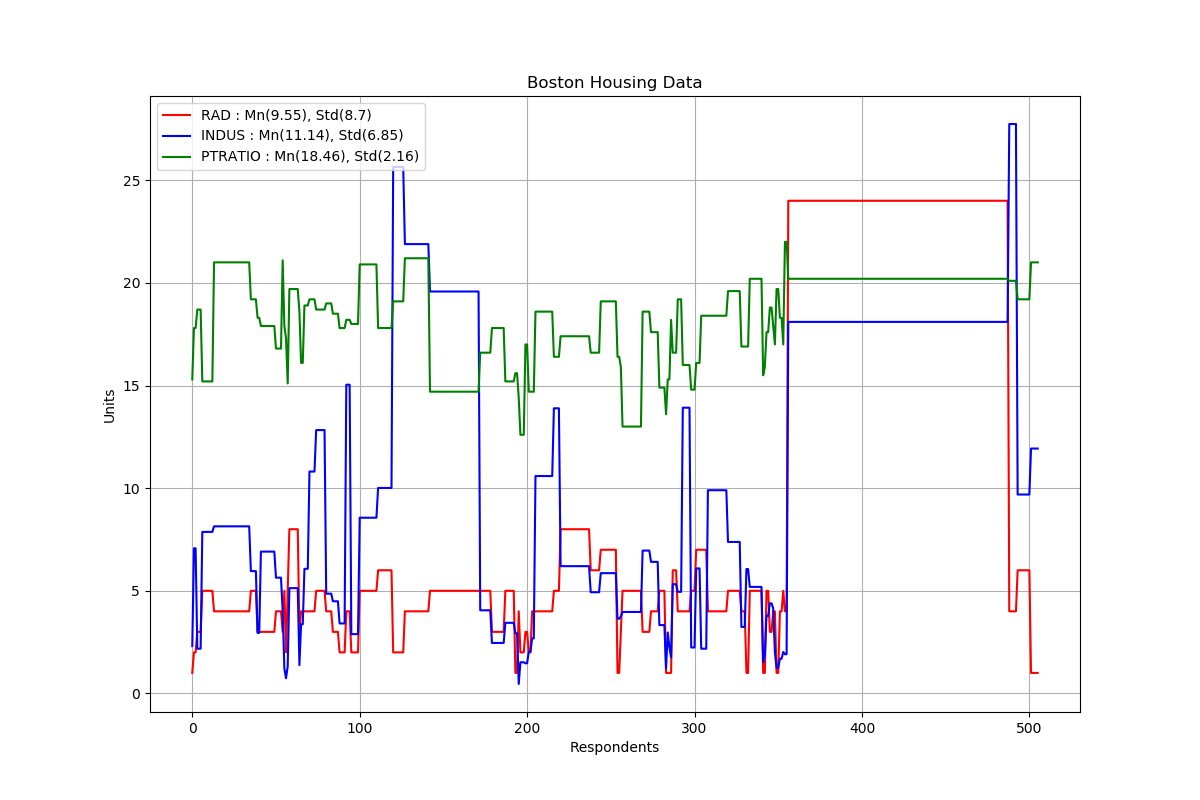 Boston Housing Data
RAD : Mn(9.55), Std(8.7)
INDUS : Mn(11.14), Std(6.85)
PTRATIO : Mn(18.46), Std(2.16)
25
20
15
10
5
0
Units
0 100 200 300 400 500
Respondents